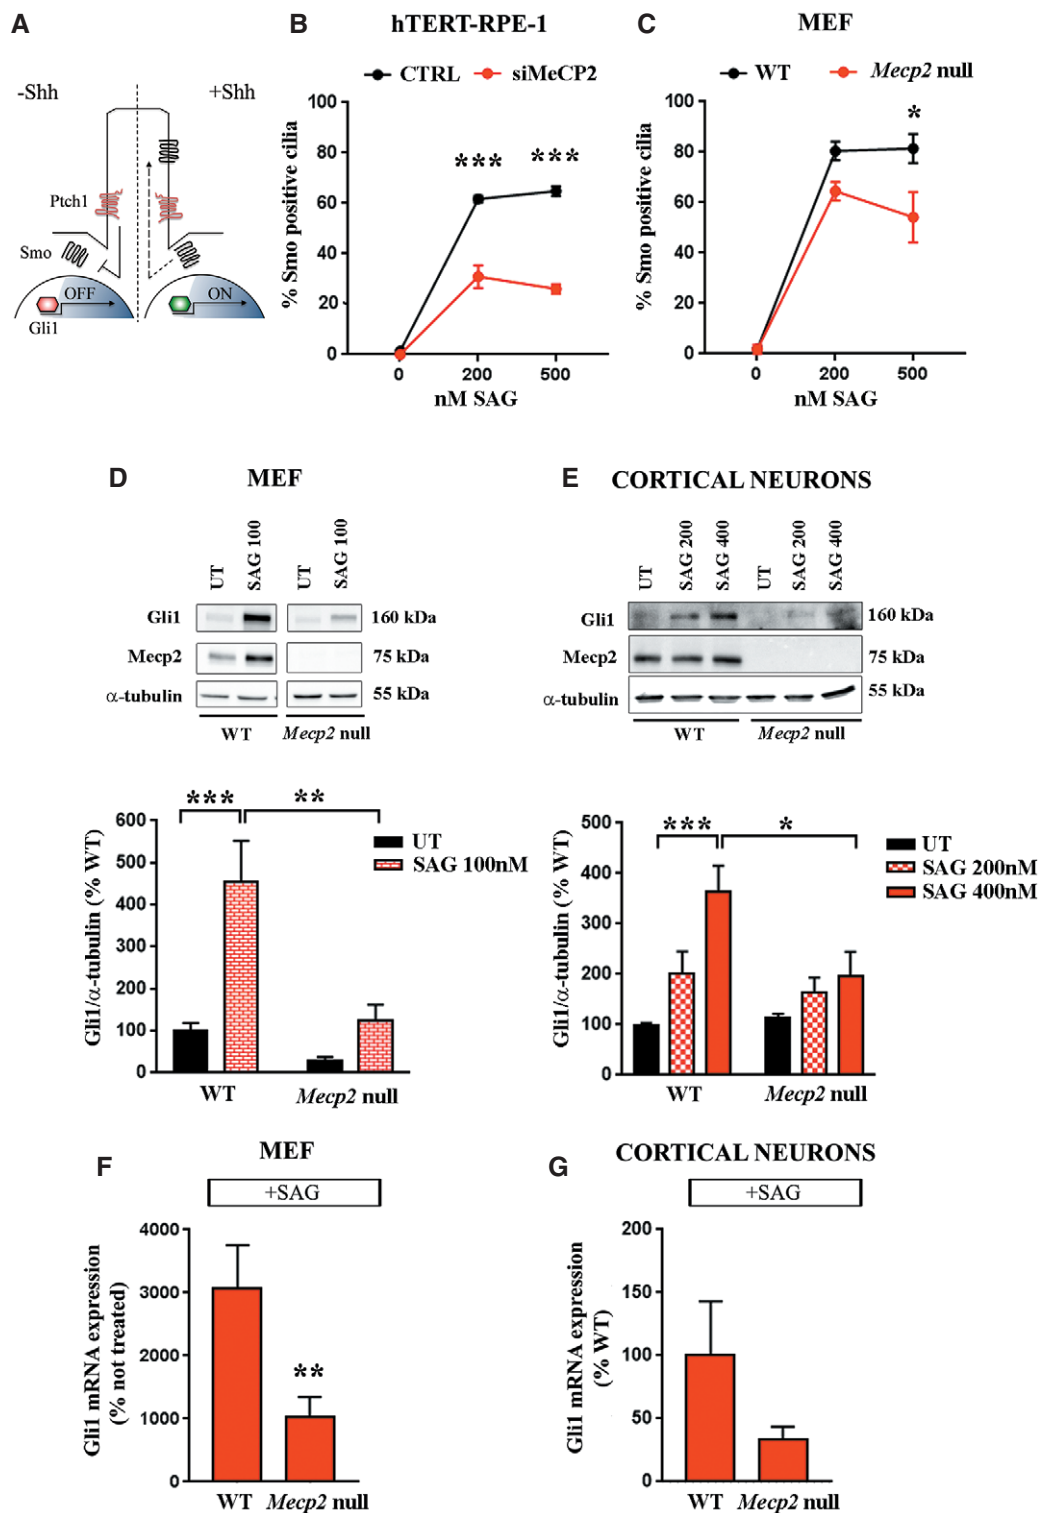 A
-Shh
+Shh
Ptch1
Smo
OFF
ON
Gli1
B
hTERT-RPE-1
CTRL
siMeCP2
% Smo positive cilia
100
80
60
40
20
0
***
***
0
200
500
nM SAG
C
MEF
WT
Mecp2 null
% Smo positive cilia
100
80
60
40
20
0
*
0
200
500
nM SAG
D
MEF
UT
SAG 100
UT
SAG 100
Gli1
160 kDa
Mecp2
75 kDa
α-tubulin
55 kDa
WT
Mecp2 null
Gli1/α-tubulin (% WT)
600
500
400
300
200
100
0
***
**
UT
SAG 100nM
WT
Mecp2 null
E
CORTICAL NEURONS
UT
SAG 200
SAG 400
UT
SAG 200
SAG 400
Gli1
160 kDa
Mecp2
75 kDa
α-tubulin
55 kDa
WT
Mecp2 null
Gli1/α-tubulin (% WT)
500
400
300
200
100
0
***
*
UT
SAG 200nM
SAG 400nM
WT
Mecp2 null
F
MEF
+SAG
Gli1 mRNA expression
(% not treated)
4000
3000
2000
1000
0
**
WT
Mecp2 null
G
CORTICAL NEURONS
+SAG
Gli1 mRNA expression
(% WT)
200
150
100
50
0
WT
Mecp2 null